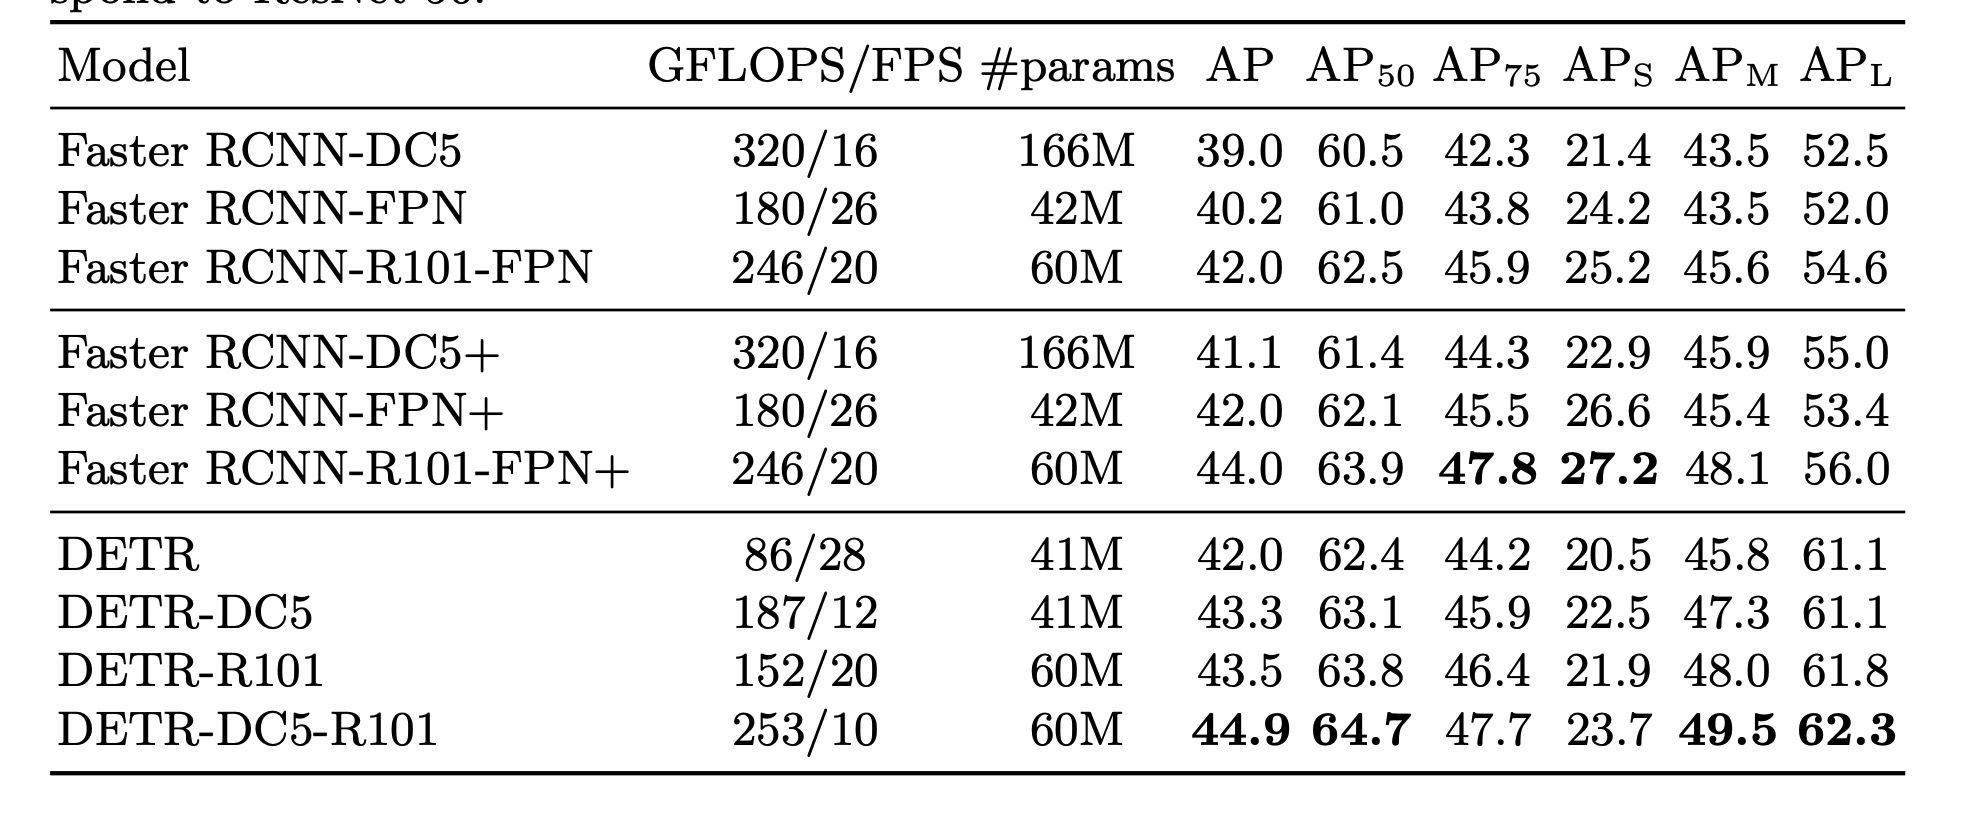 spond to ResNet-50.
Model GFLOPS/FPS #params AP AP50 AP75 APS APM APL
Faster RCNN-DC5 320/16 166M 39.0 60.5 42.3 21.4 43.5 52.5
Faster RCNN-FPN 180/26 42M 40.2 61.0 43.8 24.2 43.5 52.0
Faster RCNN-R101-FPN 246/20 60M 42.0 62.5 45.9 25.2 45.6 54.6
Faster RCNN-DC5+ 320/16 166M 41.1 61.4 44.3 22.9 45.9 55.0
Faster RCNN-FPN+ 180/26 42M 42.0 62.1 45.5 26.6 45.4 53.4
Faster RCNN-R101-FPN+ 246/20 60M 44.0 63.9 47.8 27.2 48.1 56.0
DETR 86/28 41M 42.0 62.4 44.2 20.5 45.8 61.1
DETR-DC5 187/12 41M 43.3 63.1 45.9 22.5 47.3 61.1
DETR-R101 152/20 60M 43.5 63.8 46.4 21.9 48.0 61.8
DETR-DC5-R101 253/10 60M 44.9 64.7 47.7 23.7 49.5 62.3